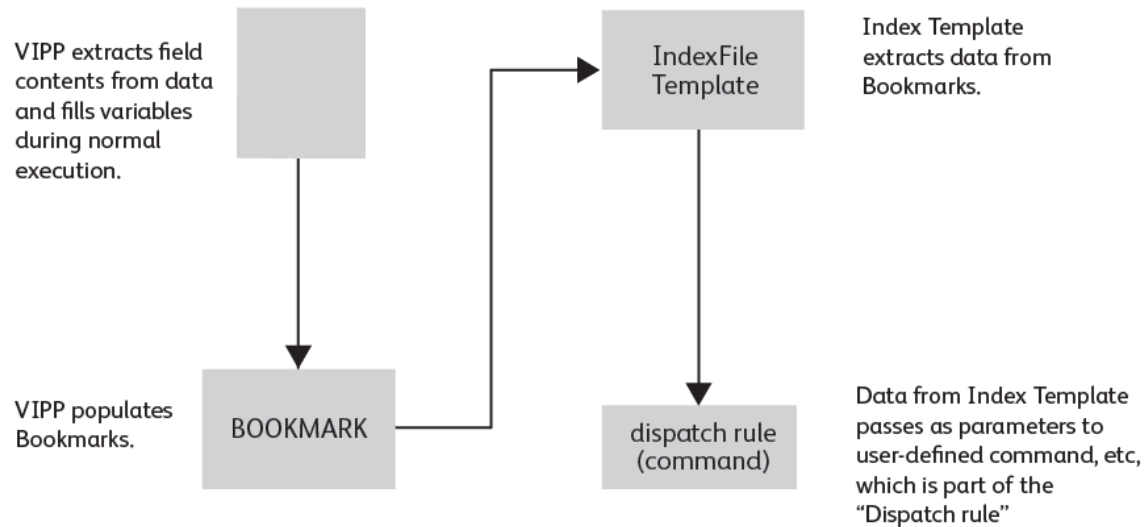 VIPP extracts field
contents from data
and fills variables
during normal
execution.
IndexFile
Template
Index Template
extracts data from
Bookmarks.
VIPP populates
Bookmarks.
BOOKMARK
dispatch rule
(command)
Data from Index Template
passes as parameters to
user-defined command, etc,
which is part of the
“Dispatch rule”